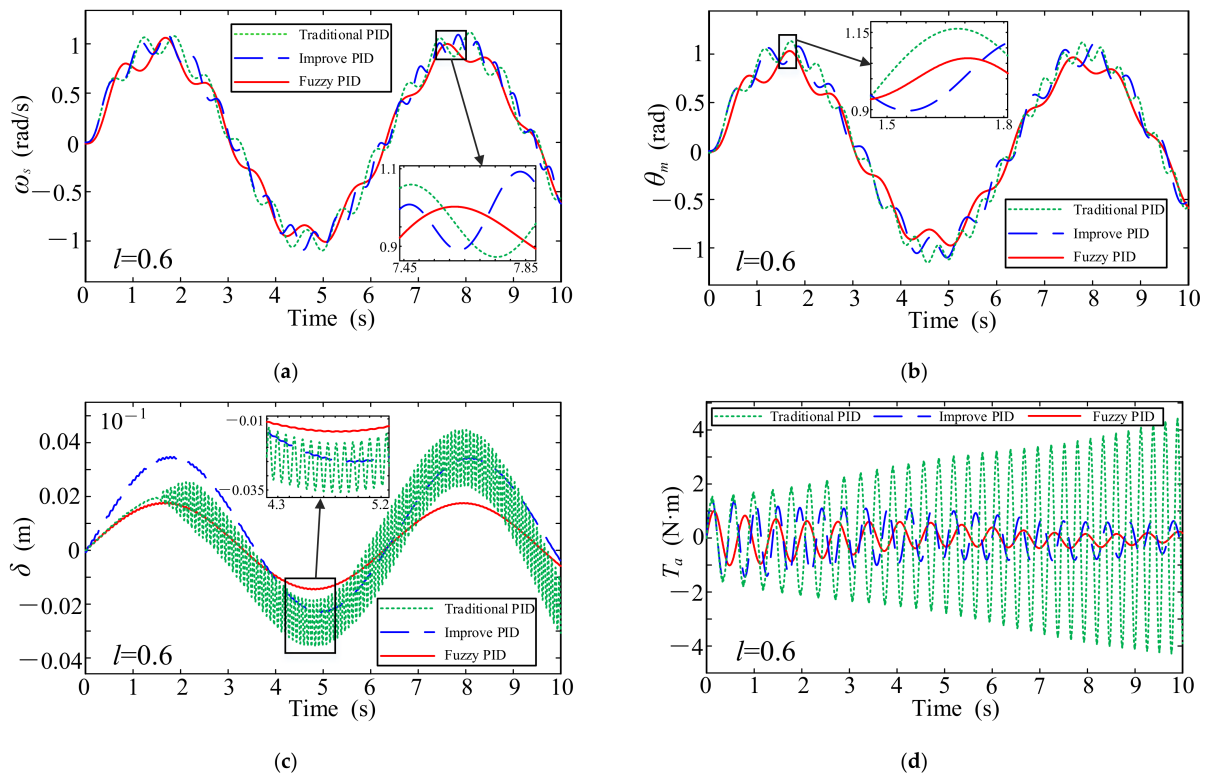 Traditional PID
Improve PID
Fuzzy PID
1
0.5
0
−0.5
−1
ωs (rad/s)
1.1
0.9
7.45
7.85
l=0.6
0 1 2 3 4 5 6 7 8 9 10
Time (s)
(a)
1.15
0.9
1.5
1.8
1
0.5
0
−0.5
−1
θm (rad)
Traditional PID
Improve PID
Fuzzy PID
l=0.6
0 1 2 3 4 5 6 7 8 9 10
Time (s)
(b)
10−1
−0.01
−0.035
4.3
5.2
0.04
0.02
0
−0.02
−0.04
δ (m)
Traditional PID
Improve PID
Fuzzy PID
l=0.6
0 1 2 3 4 5 6 7 8 9 10
Time (s)
(c)
Traditional PID Improve PID Fuzzy PID
4
2
0
−2
−4
Ta (N·m)
l=0.6
0 1 2 3 4 5 6 7 8 9 10
Time (s)
(d)